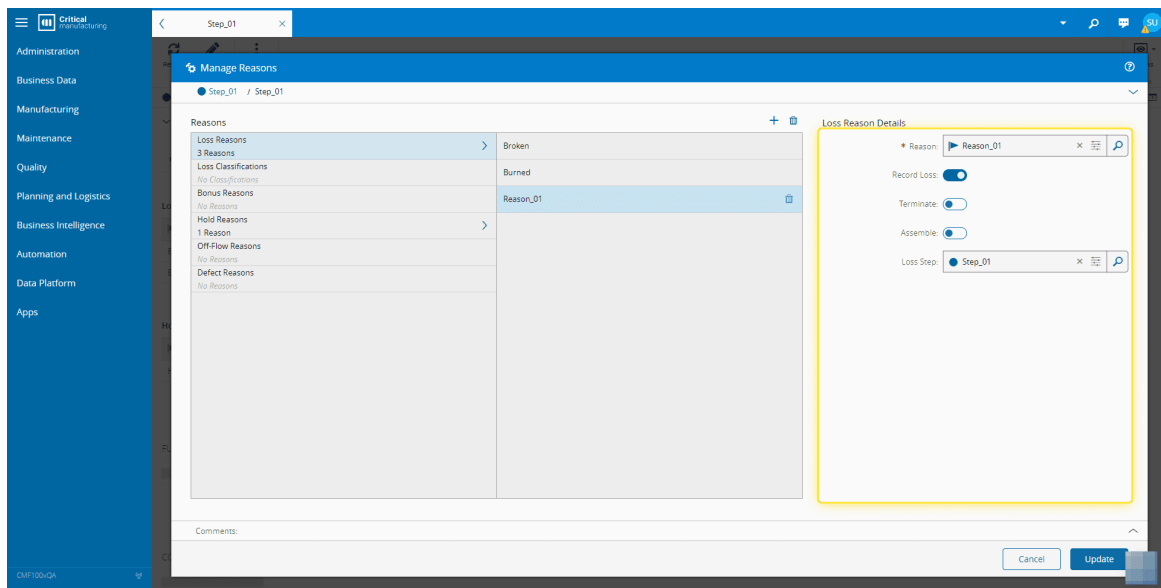 Critical
manufacturing
Step_01
SU
Administration
Business Data
Manufacturing
Maintenance
Quality
Planning and Logistics
Business Intelligence
Automation
Data Platform
Apps
CMF100vQA
Manage Reasons
Step_01 / Step_01
Reasons
Loss Reasons
3 Reasons
Loss Classifications
No Classifications
Bonus Reasons
No Reasons
Hold Reasons
1 Reason
Off-Flow Reasons
No Reasons
Defect Reasons
No Reasons
Broken
Burned
Reason_01
Loss Reason Details
* Reason: Reason_01
Record Loss:
Terminate:
Assemble:
Loss Step: Step_01
Comments:
Cancel
Update